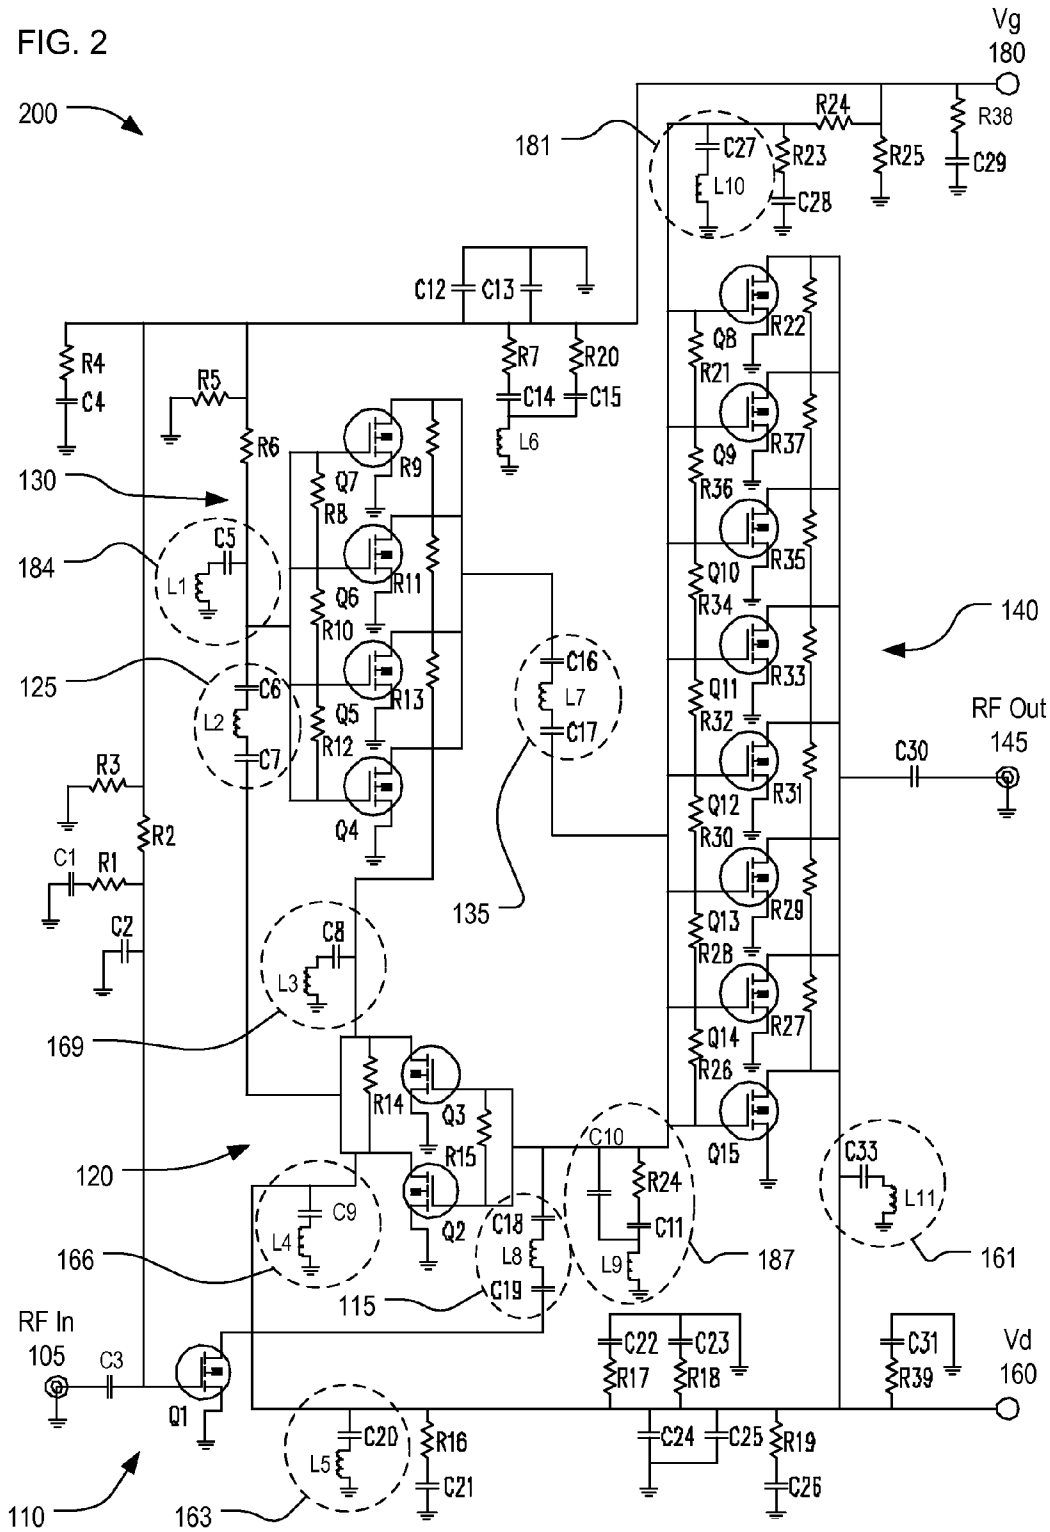 FIG. 2
Vg
180
200
R24
R38
181
C27
R23
R25
C29
L10
C28
C12
C13
Q8
R22
R4
R7
R20
R21
R5
C4
C14
C15
R6
L6
Q9
R37
130
Q7
R9
R36
R8
C5
184
L1
Q6
R11
Q10
R35
R34
R10
140
125
C6
C16
Q11
R33
L2
Q5
R13
L7
R32
RF Out
145
R12
C17
C7
C30
R3
Q12
R31
R2
Q4
R30
C1
R1
135
Q13
R29
C2
C8
R28
L3
169
Q14
R27
R26
R14
Q3
C10
Q15
R15
120
R24
C33
L11
C9
Q2
C18
C11
166
L4
L8
L9
187
161
115
C19
RF In
105
C3
C22
C23
C31
Vd
160
R17
R18
R39
Q1
C20
R16
C24
C25
R19
L5
C21
C26
110
163